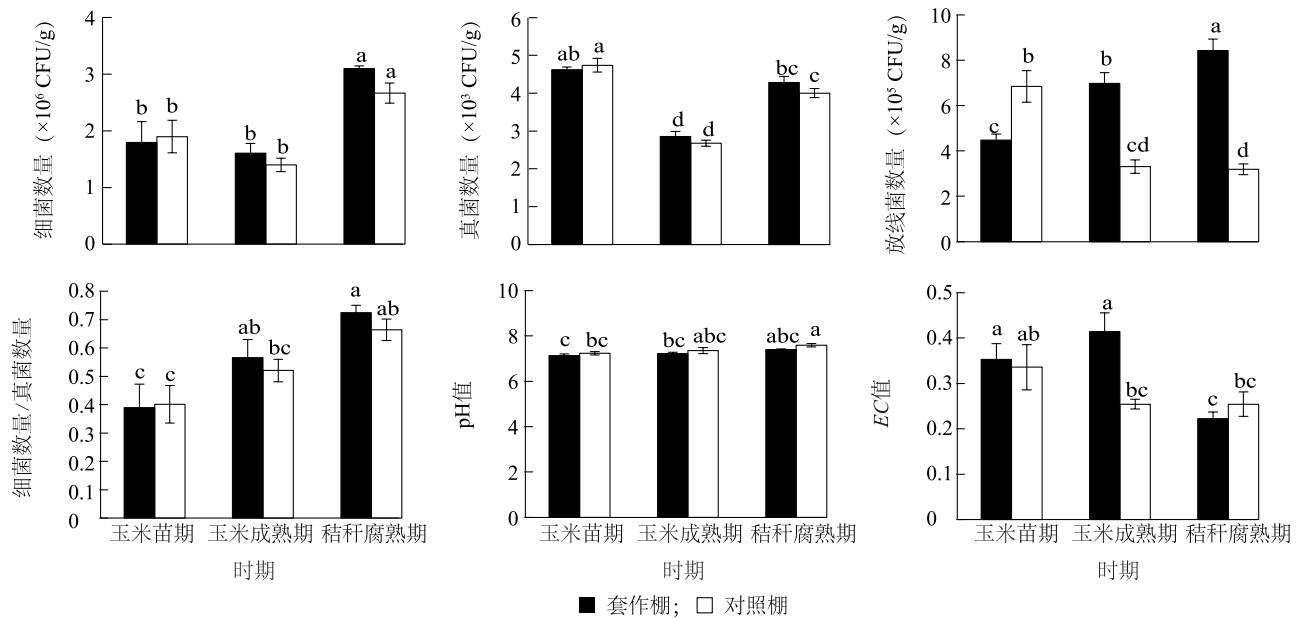 细菌数量 (×10⁶ CFU/g)
4
3
2
1
0
b b b b a a
真菌数量 (×10³ CFU/g)
6
5
4
3
2
1
0
ab a d d bc c
放线菌数量 (×10⁵ CFU/g)
10
8
6
4
2
0
c b b cd a d
细菌数量/真菌数量
0.8
0.7
0.6
0.5
0.4
0.3
0.2
0.1
0
c c ab bc a ab
玉米苗期 玉米成熟期 秸秆腐熟期
时期
pH值
10
8
6
4
2
0
c bc bc abc abc a
玉米苗期 玉米成熟期 秸秆腐熟期
时期
EC值
0.5
0.4
0.3
0.2
0.1
0
a ab a bc c bc
玉米苗期 玉米成熟期 秸秆腐熟期
时期
套作棚; 对照棚